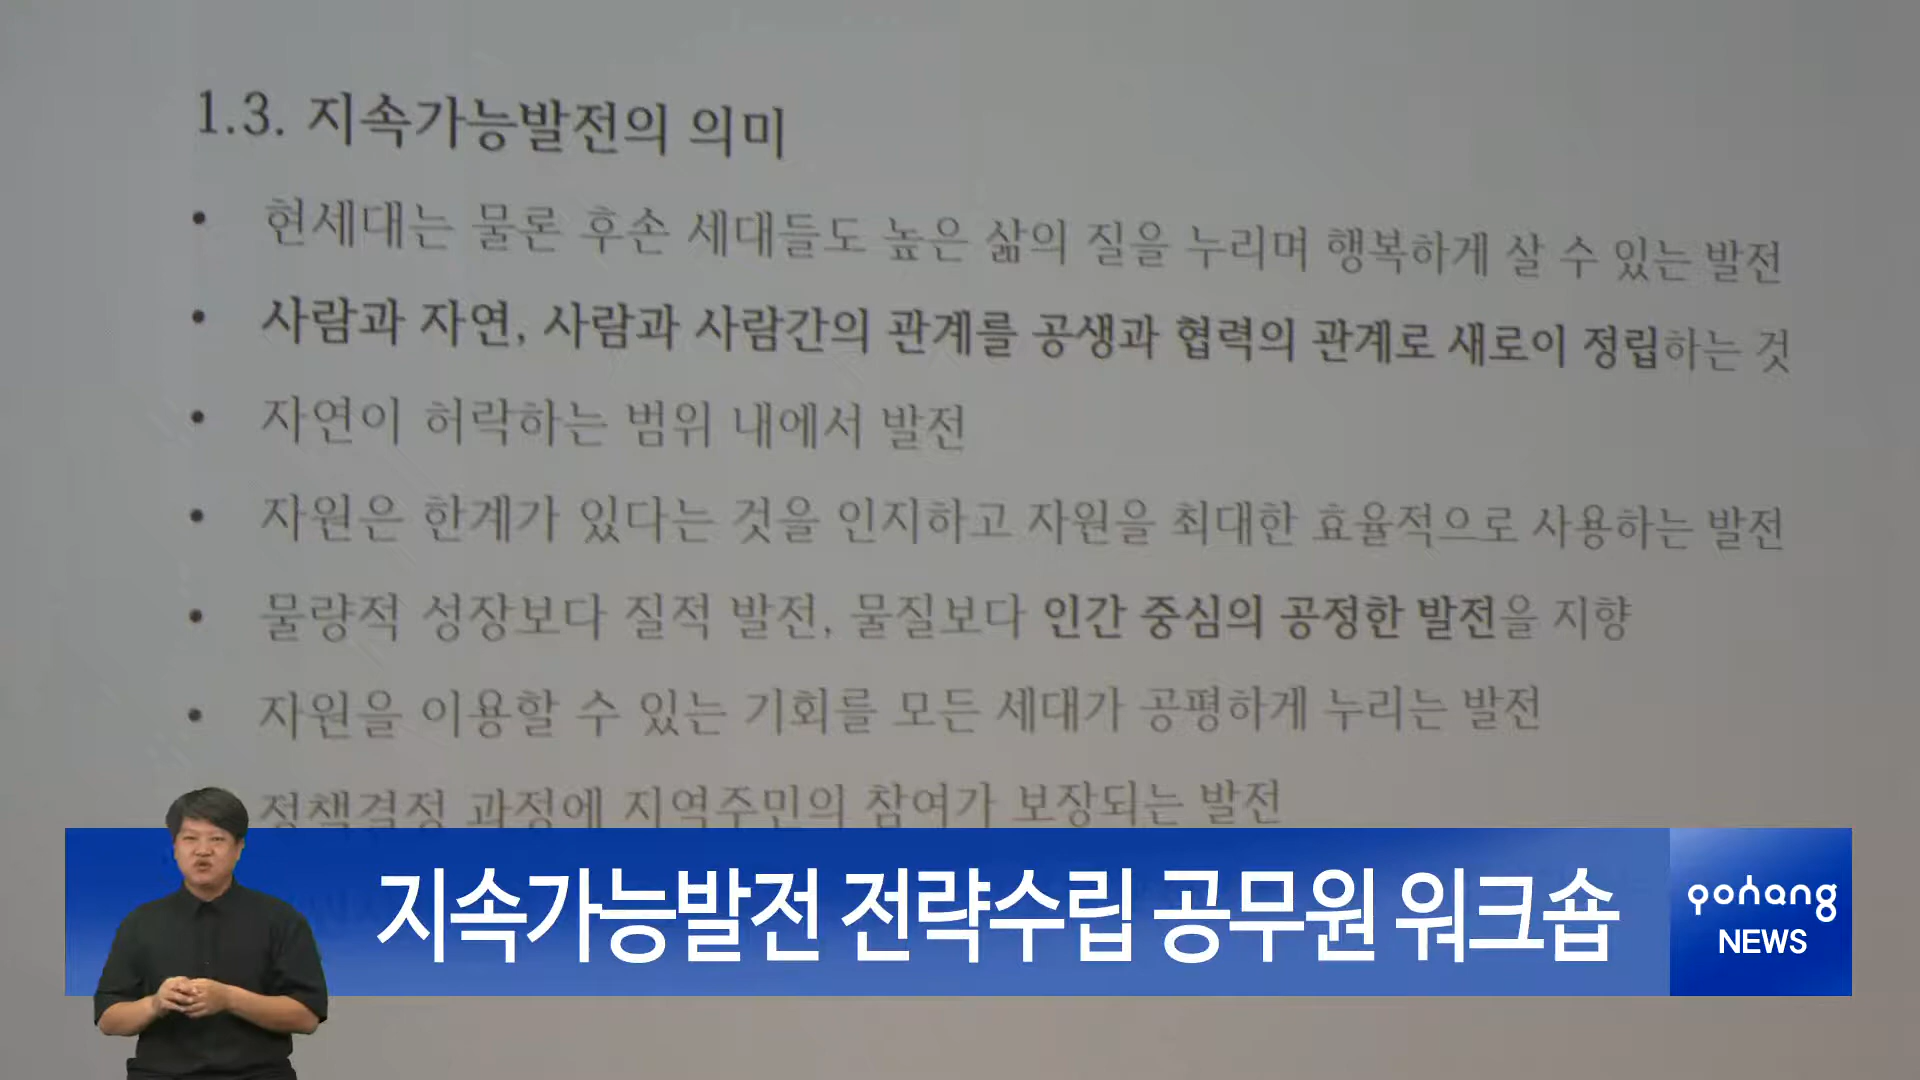 1.3. 지속가능발전의 의미
• 현세대는 물론 후손 세대들도 높은 삶의 질을 누리며 행복하게 살 수 있는 발전
• 사람과 자연, 사람과 사람간의 관계를 공생과 협력의 관계로 새로이 정립하는 것
• 자연이 허락하는 범위 내에서 발전
• 자원은 한계가 있다는 것을 인지하고 자원을 최대한 효율적으로 사용하는 발전
• 물량적 성장보다 질적 발전, 물질보다 인간 중심의 공정한 발전을 지향
• 자원을 이용할 수 있는 기회를 모든 세대가 공평하게 누리는 발전
정책결정 과정에 지역주민의 참여가 보장되는 발전
지속가능발전 전략수립 공무원 워크숍
pohang
NEWS